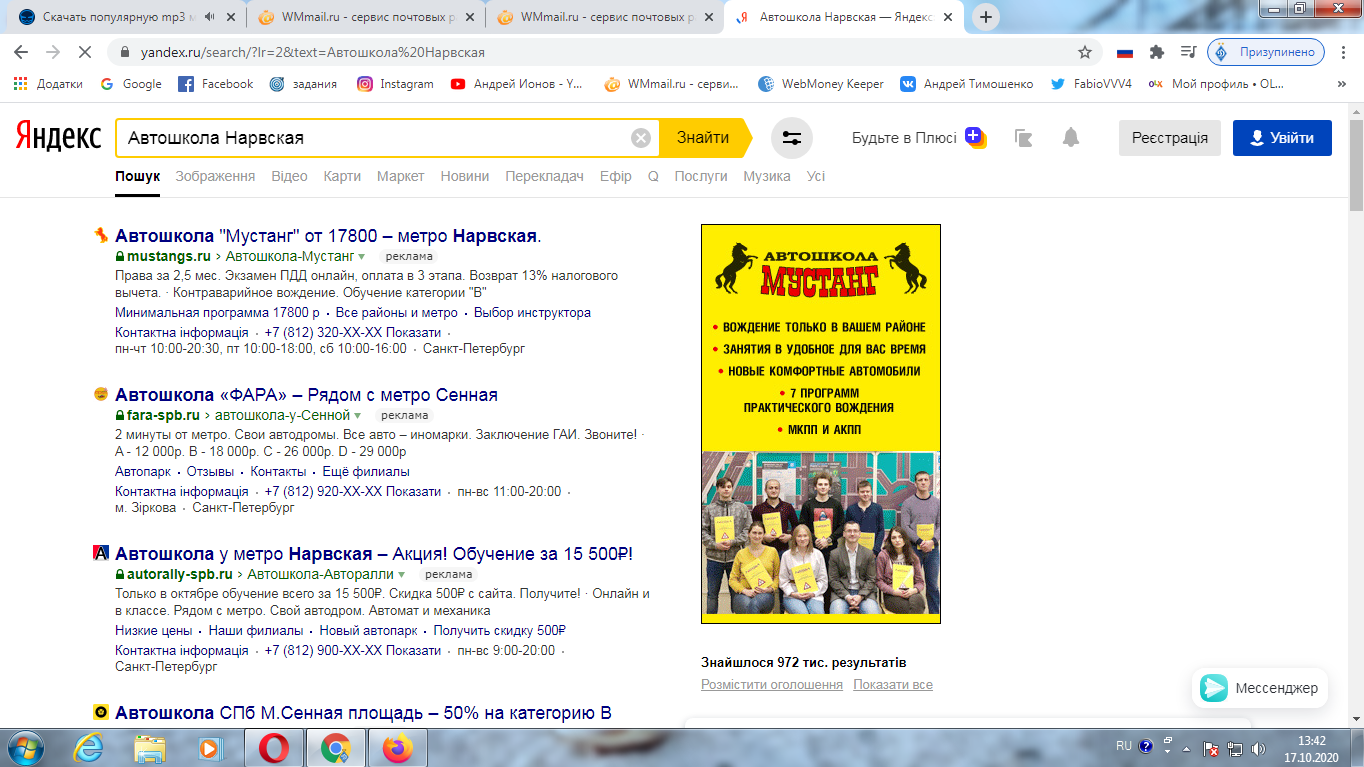 Скачать популярную mp3 м
WMmail.ru - сервис почтовых р
WMmail.ru - сервис почтовых р
Автошкола Нарвская — Яндекс
yandex.ru/search/?lr=2&text=Автошкола%20Нарвская
Призупинено
Додатки
Google
Facebook
задания
Instagram
Андрей Ионов - Y...
WMmail.ru - серви...
WebMoney Keeper
Андрей Тимошенко
FabioVVV4
Мой профиль • OL...
Яндекс
Автошкола Нарвская
Знайти
Будьте в Плюсі
Реєстрація
Увійти
Пошук Зображення Відео Карти Маркет Новини Перекладач Ефір Q Послуги Музика Усі
Автошкола "Мустанг" от 17800 – метро Нарвская.
mustangs.ru › Автошкола-Мустанг реклама
Права за 2,5 мес. Экзамен ПДД онлайн, оплата в 3 этапа. Возврат 13% налогового
вычета. · Контраварийное вождение. Обучение категории "В"
Минимальная программа 17800 р · Все районы и метро · Выбор инструктора
Контактна інформація · +7 (812) 320-XX-XX Показати ·
пн-чт 10:00-20:30, пт 10:00-18:00, сб 10:00-16:00 · Санкт-Петербург
Автошкола «ФАРА» – Рядом с метро Сенная
fara-spb.ru › автошкола-у-Сенной реклама
2 минуты от метро. Свои автодромы. Все авто – иномарки. Заключение ГАИ. Звоните! ·
А - 12 000р. В - 18 000р. С - 26 000р. D - 29 000р
Автопарк · Отзывы · Контакты · Ещё филиалы
Контактна інформація · +7 (812) 920-XX-XX Показати · пн-вс 11:00-20:00 ·
м. Зіркова · Санкт-Петербург
Автошкола у метро Нарвская – Акция! Обучение за 15 500₽!
autorally-spb.ru › Автошкола-Авторалли реклама
Только в октябре обучение всего за 15 500₽. Скидка 500₽ с сайта. Получите! · Онлайн и
в классе. Рядом с метро. Свой автодром. Автомат и механика
Низкие цены · Наши филиалы · Новый автопарк · Получить скидку 500₽
Контактна інформація · +7 (812) 900-XX-XX Показати · пн-вс 9:00-20:00 ·
Санкт-Петербург
Автошкола СПб М.Сенная площадь – 50% на категорию В
АВТОШКОЛА
МУСТАНГ
• ВОЖДЕНИЕ ТОЛЬКО В ВАШЕМ РАЙОНЕ
• ЗАНЯТИЯ В УДОБНОЕ ДЛЯ ВАС ВРЕМЯ
• НОВЫЕ КОМФОРТНЫЕ АВТОМОБИЛИ
• 7 ПРОГРАММ
ПРАКТИЧЕСКОГО ВОЖДЕНИЯ
• МКПП И АКПП
Знайшлося 972 тис. результатів
Розмістити оголошення Показати все
Мессенджер
RU
13:42
17.10.2020